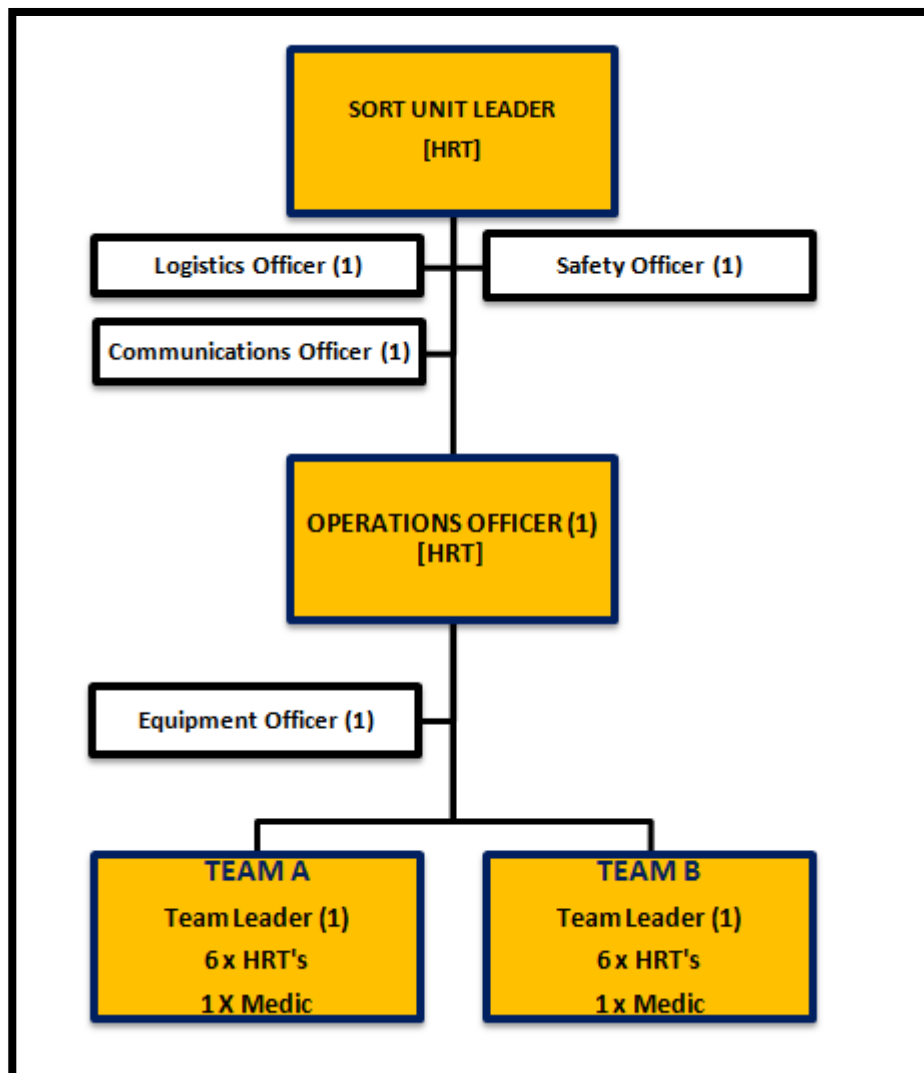 SORT UNIT LEADER
[HRT]
Logistics Officer (1)
Safety Officer (1)
Communications Officer (1)
OPERATIONS OFFICER (1)
[HRT]
Equipment Officer (1)
TEAM A
Team Leader (1)
6 x HRT's
1 X Medic
TEAM B
Team Leader (1)
6 x HRT's
1 x Medic